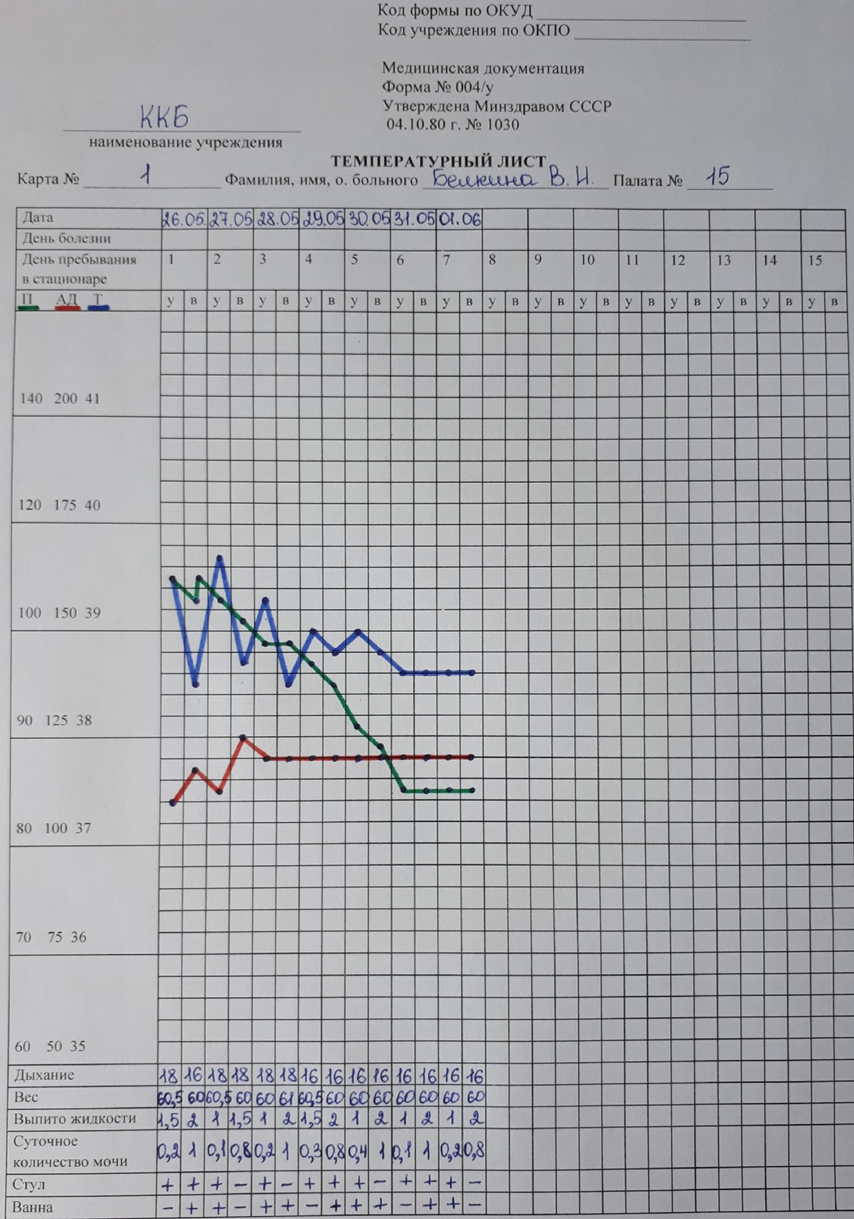 Код формы по ОКУД
Код учреждения по ОКПО
Медицинская документация
Форма № 004/у
Утверждена Минздравом СССР
04.10.80 г. № 1030
ККБ
наименование учреждения
ТЕМПЕРАТУРНЫЙ ЛИСТ
Карта № 1 Фамилия, имя, о. больного Белкина В. И. Палата № 15
Дата 26.05 27.05 28.05 29.05 30.05 31.05 01.06
День болезни
День пребывания 1 2 3 4 5 6 7 8 9 10 11 12 13 14 15
в стационаре
П АД Т у в у в у в у в у в у в у в у в у в у в у в у в у в у в у в
140 200 41
120 175 40
100 150 39
90 125 38
80 100 37
70 75 36
60 50 35
Дыхание 18 16 18 18 18 18 16 16 16 16 16 16 16 16
Вес 60,5 60 60,5 60 60 61 60,5 60 60 60 60 60 60 60
Выпито жидкости 1,5 2 1 1,5 1 2 1,5 2 1 2 1 2 1 2
Суточное
количество мочи 0,2 1 0,1 0,8 0,2 1 0,3 0,8 0,4 1 0,1 1 0,2 0,8
Стул + + + - + - + + + - + + + -
Ванна - + + - + + - + + + - + + -